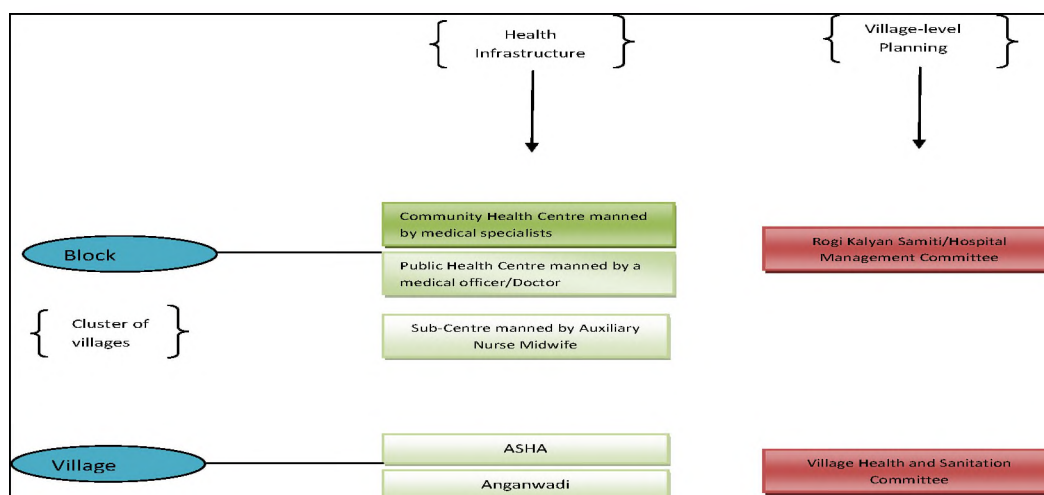 Health
Infrastructure
Village-level
Planning
Community Health Centre manned
by medical specialists
Block
Rogi Kalyan Samiti/Hospital
Management Committee
Public Health Centre manned by a
medical officer/Doctor
Cluster of
villages
Sub-Centre manned by Auxiliary
Nurse Midwife
Village
ASHA
Anganwadi
Village Health and Sanitation
Committee